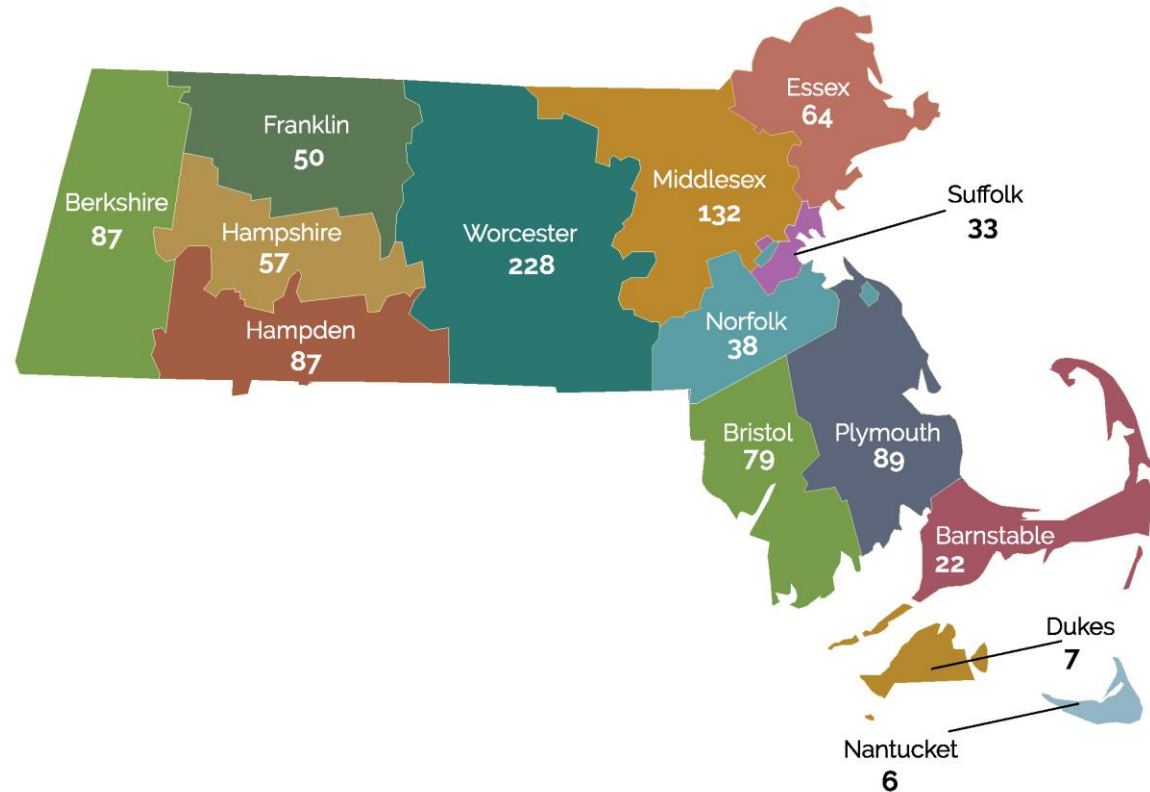 Essex
64
Franklin
50
Middlesex
132
Suffolk
33
Berkshire
87
Hampshire
57
Worcester
228
Hampden
87
Norfolk
38
Bristol
79
Plymouth
89
Barnstable
22
Dukes
7
Nantucket
6